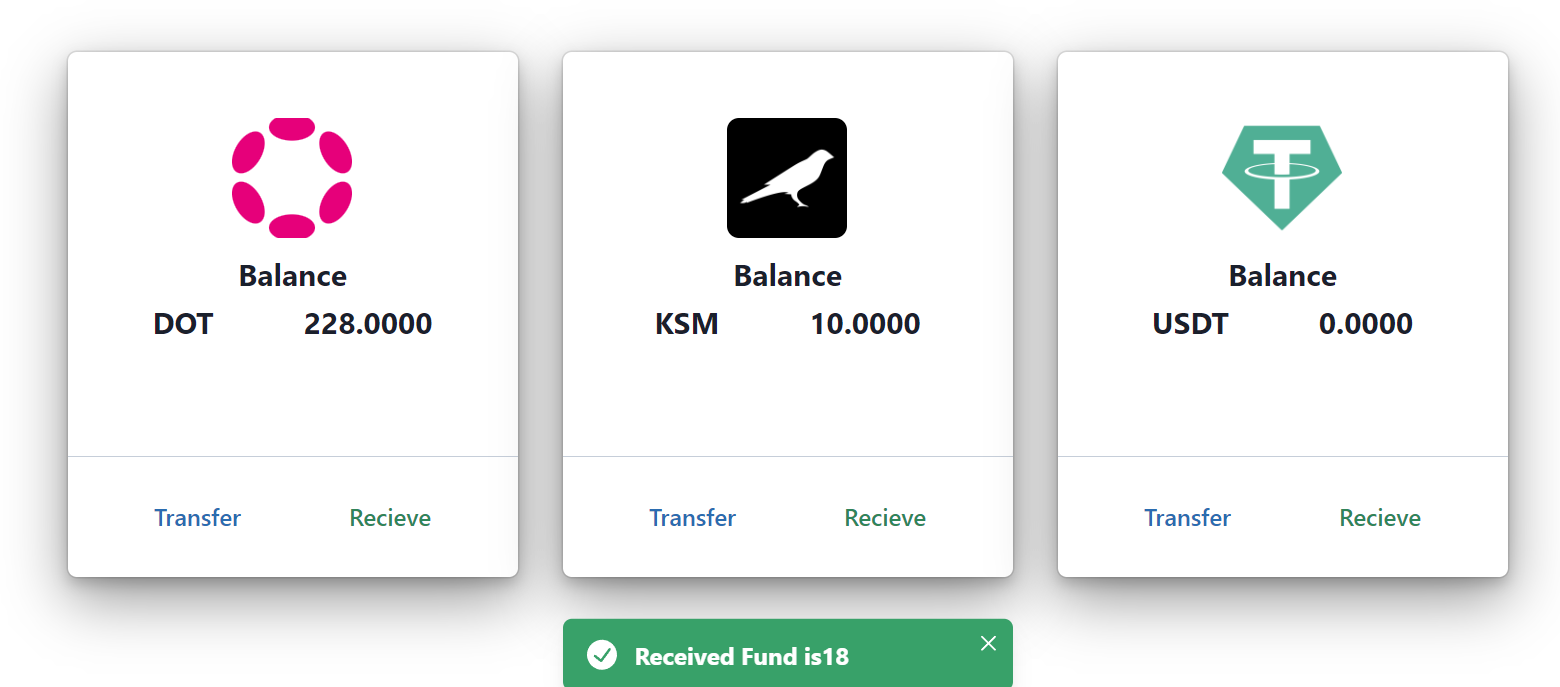 Balance
DOT 228.0000
Transfer Recieve
Balance
KSM 10.0000
Transfer Recieve
Balance
USDT 0.0000
Transfer Recieve
Received Fund is18